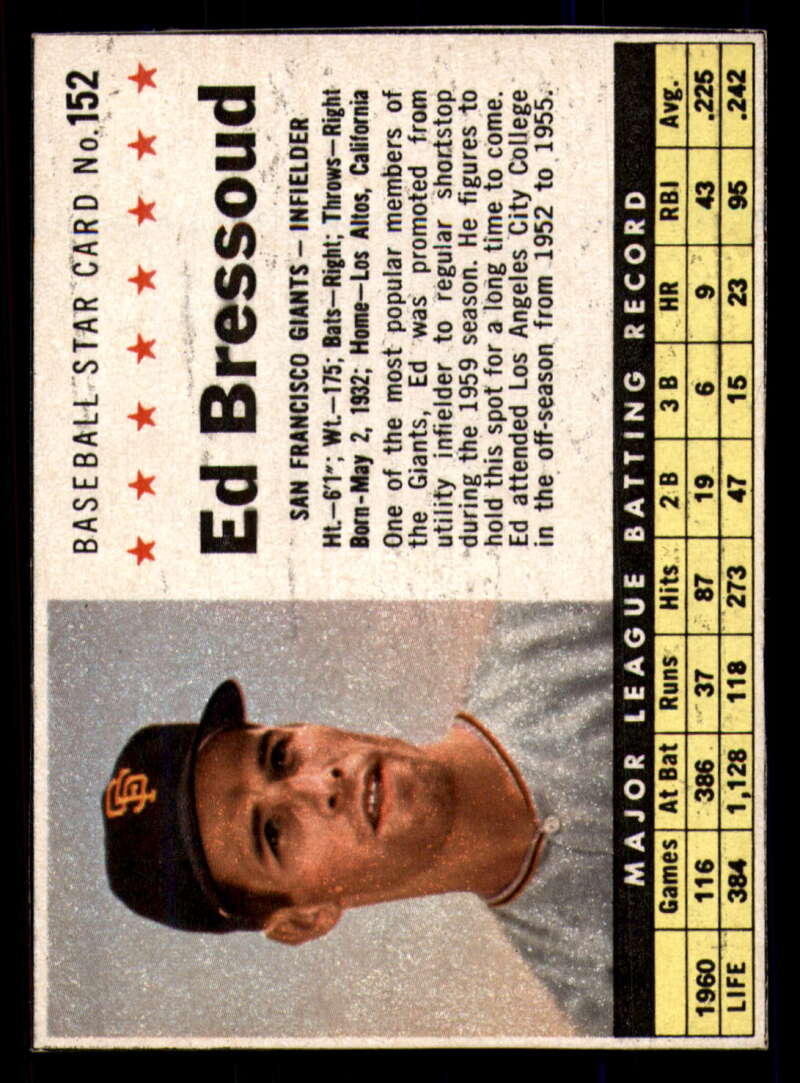 BASEBALL STAR CARD No. 152
★ ★ ★ ★ ★ ★ ★ ★
Ed Bressoud
SAN FRANCISCO GIANTS – INFIELDER
Ht.–6'1"; Wt.–175; Bats–Right; Throws–Right
Born-May 2, 1932; Home–Los Altos, California
One of the most popular members of
the Giants, Ed was promoted from
utility infielder to regular shortstop
during the 1959 season. He figures to
hold this spot for a long time to come.
Ed attended Los Angeles City College
in the off-season from 1952 to 1955.
SF
MAJOR LEAGUE BATTING RECORD
Games At Bat Runs Hits 2 B 3 B HR RBI Avg.
1960 116 386 37 87 19 6 9 43 .225
LIFE 384 1,128 118 273 47 15 23 95 .242